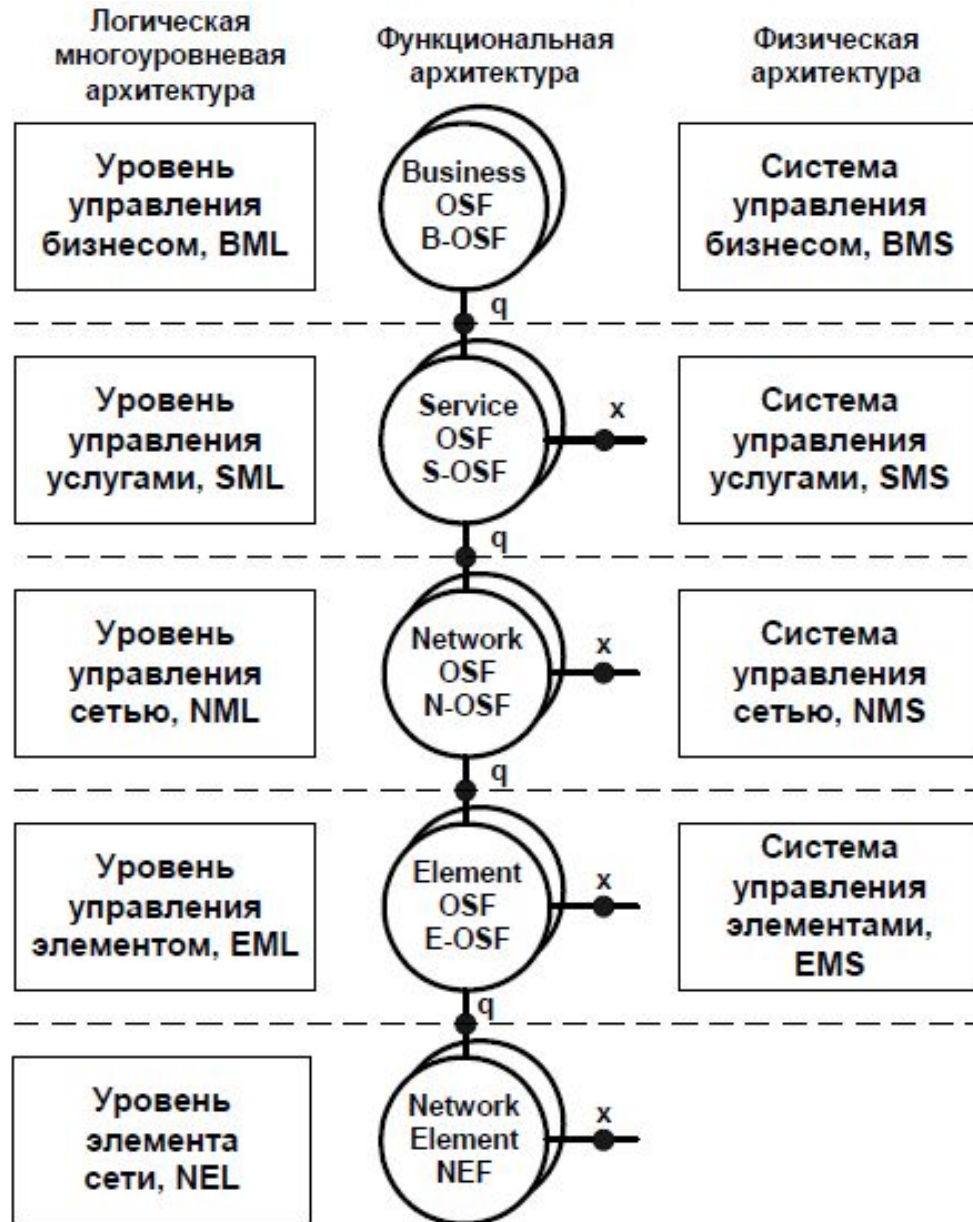 Логическая
многоуровневая
архитектура
Функциональная
архитектура
Физическая
архитектура
Уровень
управления
бизнесом, BML
Business
OSF
B-OSF
Система
управления
бизнесом, BMS
q
Уровень
управления
услугами, SML
Service
OSF
S-OSF
x
Система
управления
услугами, SMS
q
Уровень
управления
сетью, NML
Network
OSF
N-OSF
x
Система
управления
сетью, NMS
q
Уровень
управления
элементом, EML
Element
OSF
E-OSF
x
Система
управления
элементами,
EMS
q
Уровень
элемента
сети, NEL
Network
Element
NEF
x